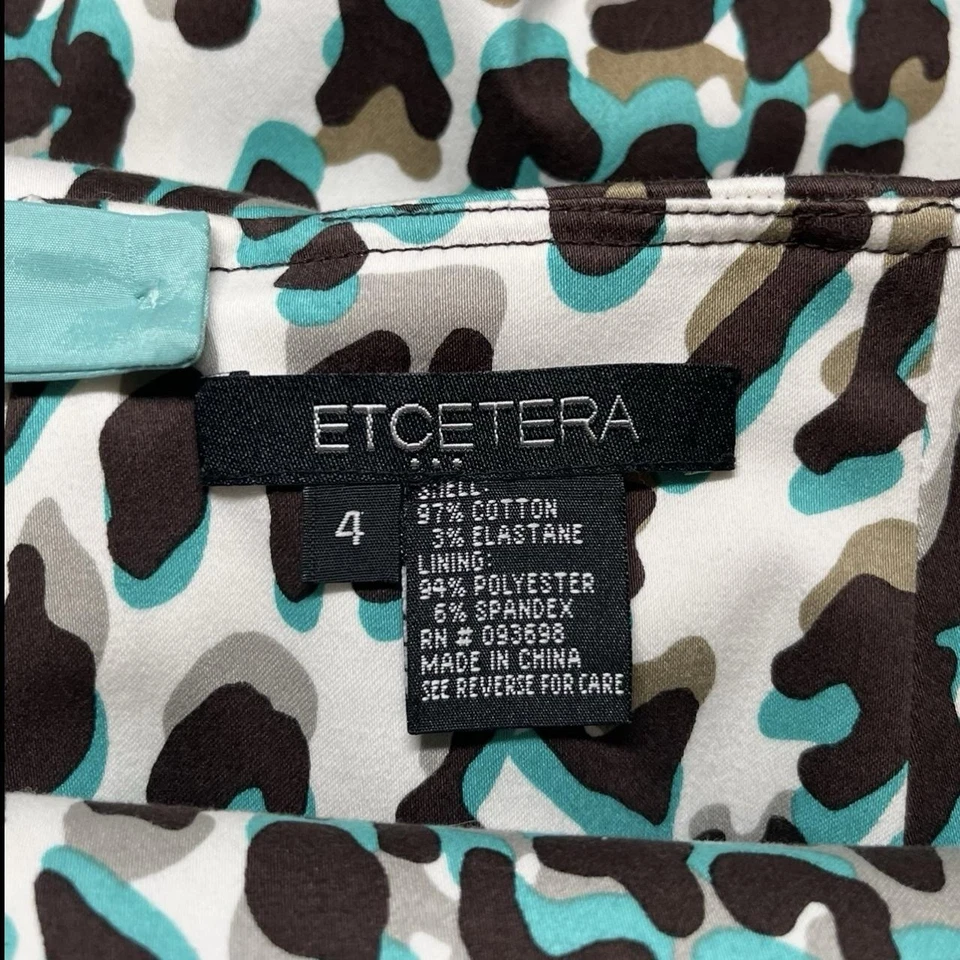 ETCETERA
...
4
SHELL:
97% COTTON
3% ELASTANE
LINING:
94% POLYESTER
6% SPANDEX
RN # 093698
MADE IN CHINA
SEE REVERSE FOR CARE